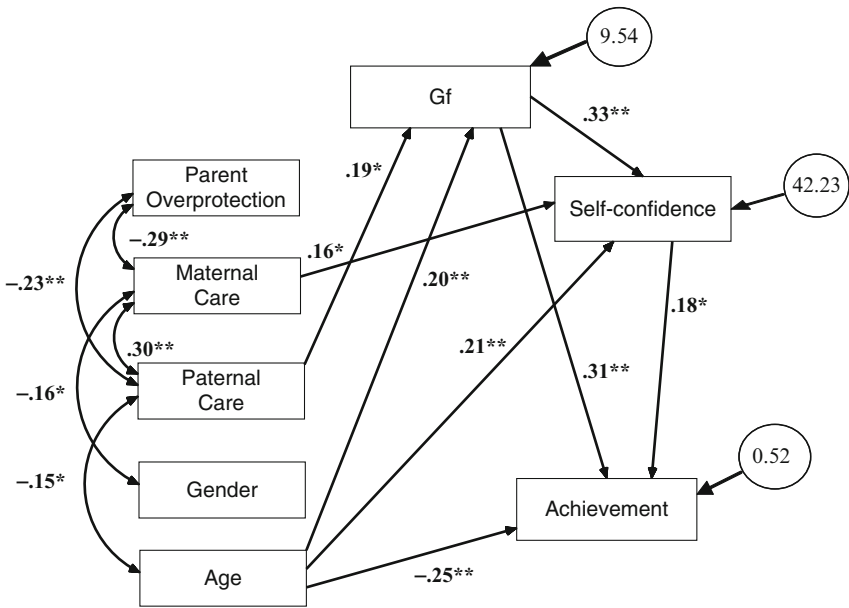 9.54
Gf
.33**
Parent
Overprotection
.19*
42.23
Self-confidence
–.29**
.16*
Maternal
Care
–.23**
.20**
.18*
.30**
.21**
Paternal
Care
.31**
–.16*
0.52
–.15*
Gender
Achievement
Age
–.25**